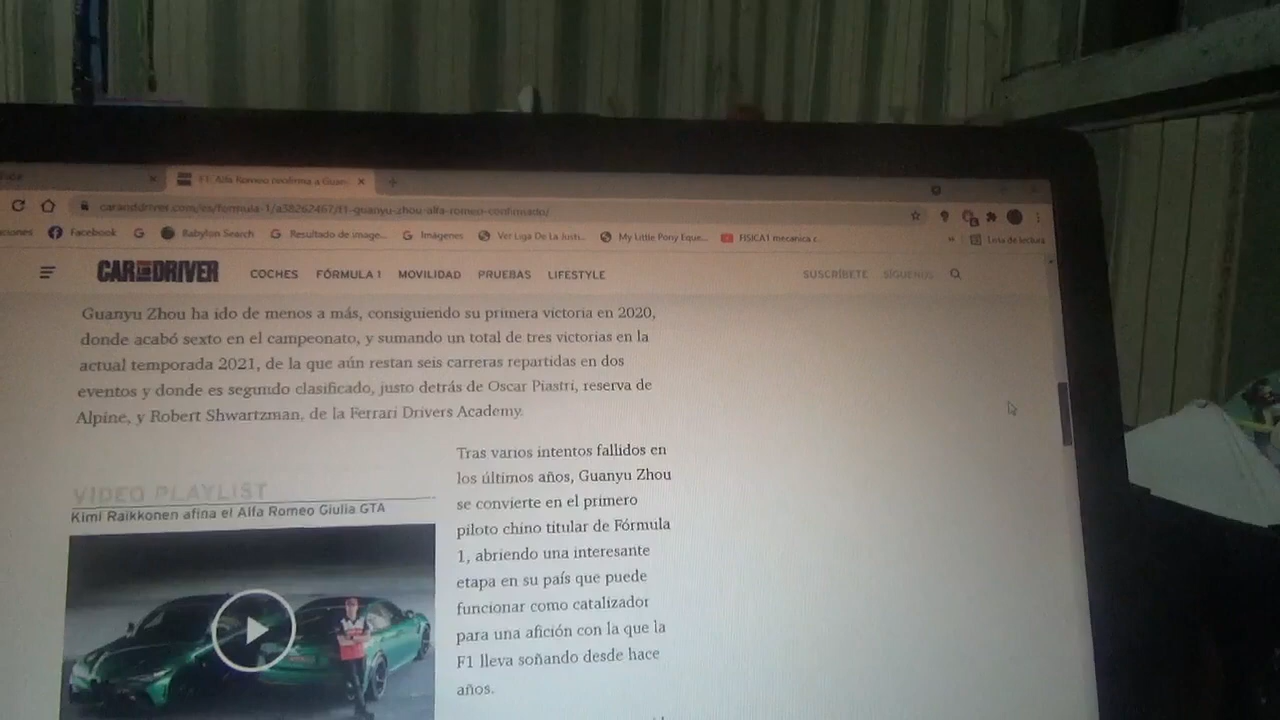 F1: Alfa Romeo confirma a Guan
caranddriver.com/es/formula-1/a38262467/f1-guanyu-zhou-alfa-romeo-confirmado/
ciones Facebook G Babylon Search Resultado de image... Imágenes Ver Liga De La Justi... My Little Pony Eque... FISICA1 mecanica c... » Lista de lectura
CAR AND DRIVER COCHES FÓRMULA 1 MOVILIDAD PRUEBAS LIFESTYLE SUSCRÍBETE SÍGUENOS
Guanyu Zhou ha ido de menos a más, consiguiendo su primera victoria en 2020,
donde acabó sexto en el campeonato, y sumando un total de tres victorias en la
actual temporada 2021, de la que aún restan seis carreras repartidas en dos
eventos y donde es segundo clasificado, justo detrás de Oscar Piastri, reserva de
Alpine, y Robert Shwartzman, de la Ferrari Drivers Academy.
VIDEO PLAYLIST
Kimi Raikkonen afina el Alfa Romeo Giulia GTA
Tras varios intentos fallidos en
los últimos años, Guanyu Zhou
se convierte en el primero
piloto chino titular de Fórmula
1, abriendo una interesante
etapa en su país que puede
funcionar como catalizador
para una afición con la que la
F1 lleva soñando desde hace
años.